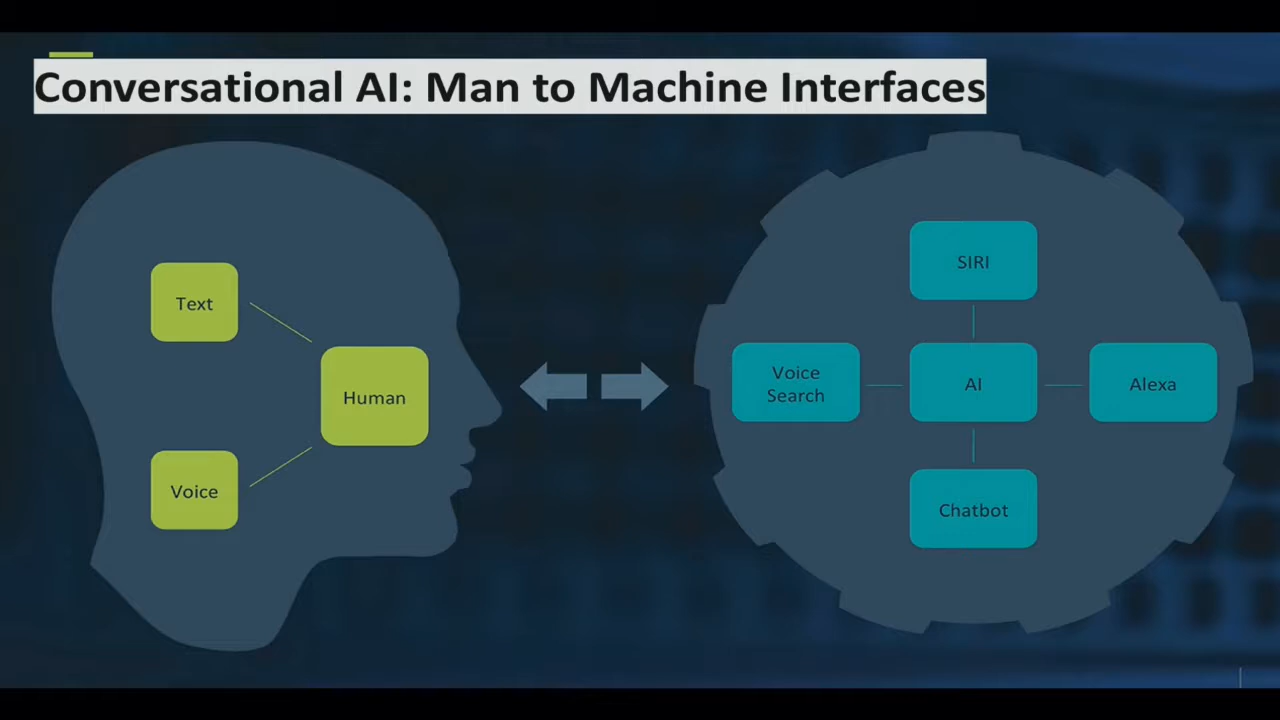 Conversational AI: Man to Machine Interfaces
Text
Human
Voice
SIRI
Voice
Search
AI
Alexa
Chatbot